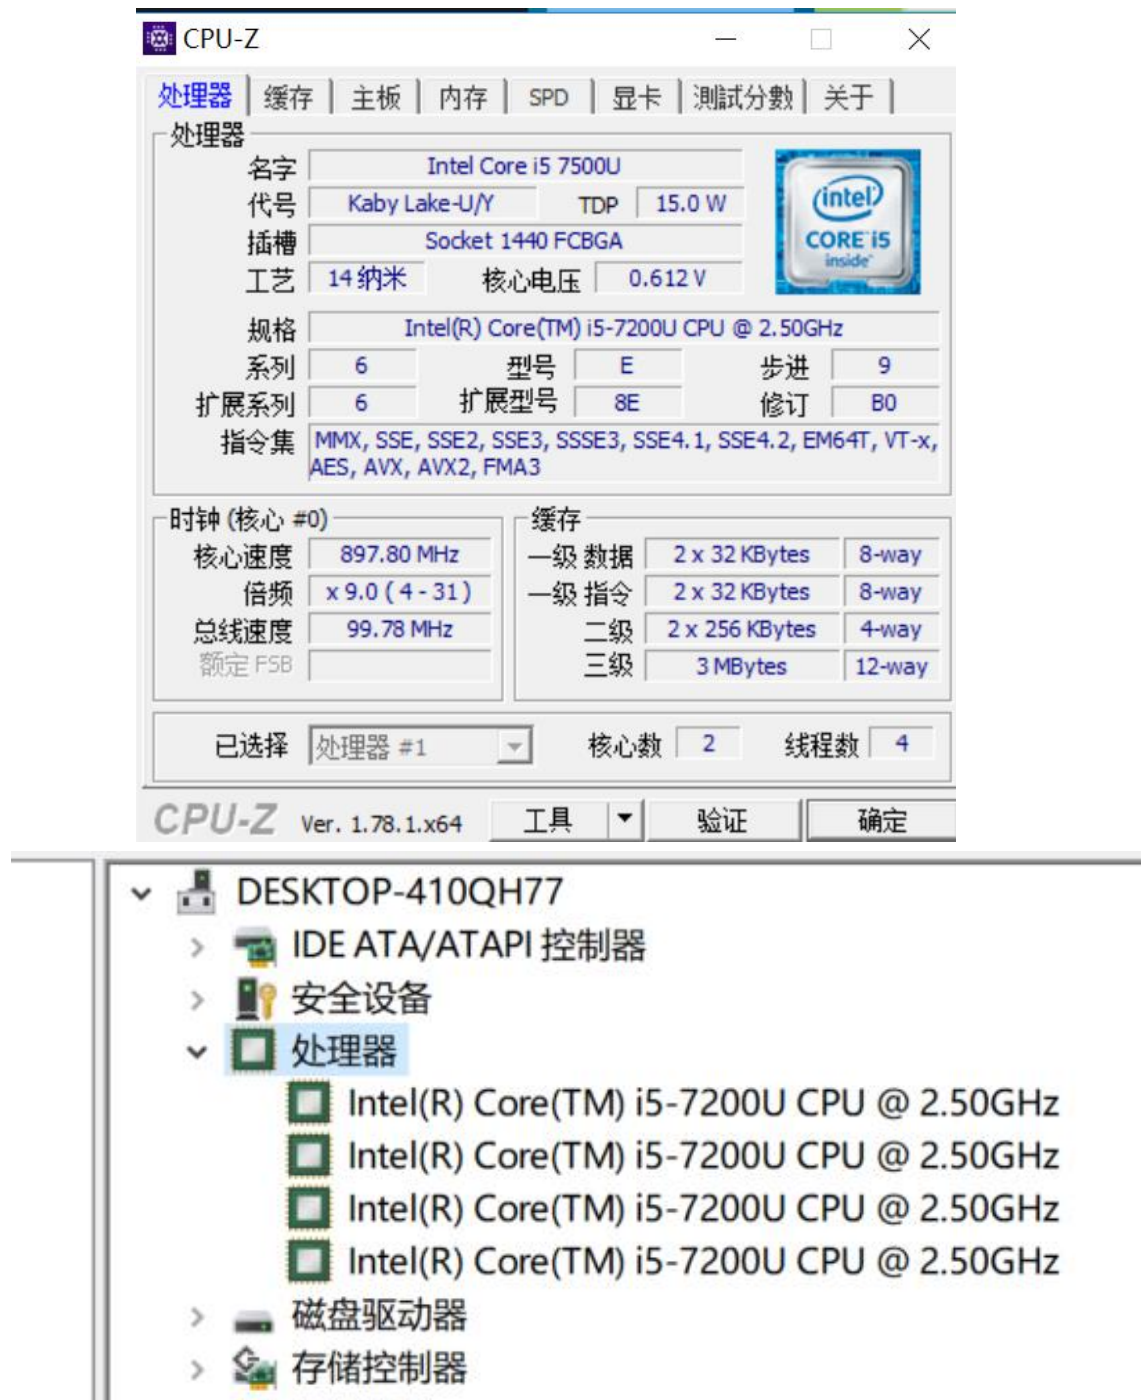 CPU-Z
处理器 缓存 主板 内存 SPD 显卡 測試分數 关于
处理器
名字 Intel Core i5 7500U
代号 Kaby Lake-U/Y TDP 15.0 W
插槽 Socket 1440 FCBGA
工艺 14 纳米 核心电压 0.612 V
intel
CORE i5
inside
规格 Intel(R) Core(TM) i5-7200U CPU @ 2.50GHz
系列 6 型号 E 步进 9
扩展系列 6 扩展型号 8E 修订 B0
指令集 MMX, SSE, SSE2, SSE3, SSSE3, SSE4.1, SSE4.2, EM64T, VT-x,
AES, AVX, AVX2, FMA3
时钟 (核心 #0)
核心速度 897.80 MHz
倍频 x 9.0 ( 4 - 31 )
总线速度 99.78 MHz
额定 FSB
缓存
一级 数据 2 x 32 KBytes 8-way
一级 指令 2 x 32 KBytes 8-way
二级 2 x 256 KBytes 4-way
三级 3 MBytes 12-way
已选择 处理器 #1 核心数 2 线程数 4
CPU-Z Ver. 1.78.1.x64 工具 验证 确定
DESKTOP-410QH77
IDE ATA/ATAPI 控制器
安全设备
处理器
Intel(R) Core(TM) i5-7200U CPU @ 2.50GHz
Intel(R) Core(TM) i5-7200U CPU @ 2.50GHz
Intel(R) Core(TM) i5-7200U CPU @ 2.50GHz
Intel(R) Core(TM) i5-7200U CPU @ 2.50GHz
磁盘驱动器
存储控制器